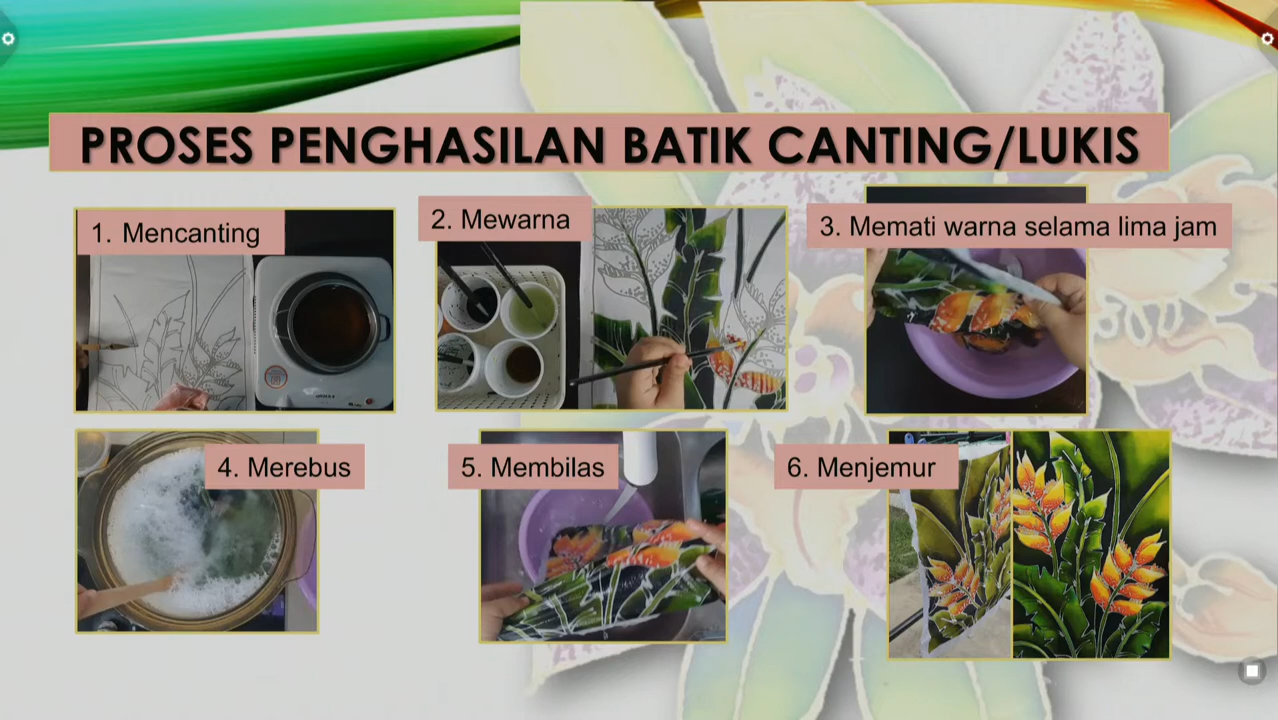 PROSES PENGHASILAN BATIK CANTING/LUKIS
1. Mencanting
2. Mewarna
3. Memati warna selama lima jam
4. Merebus
5. Membilas
6. Menjemur